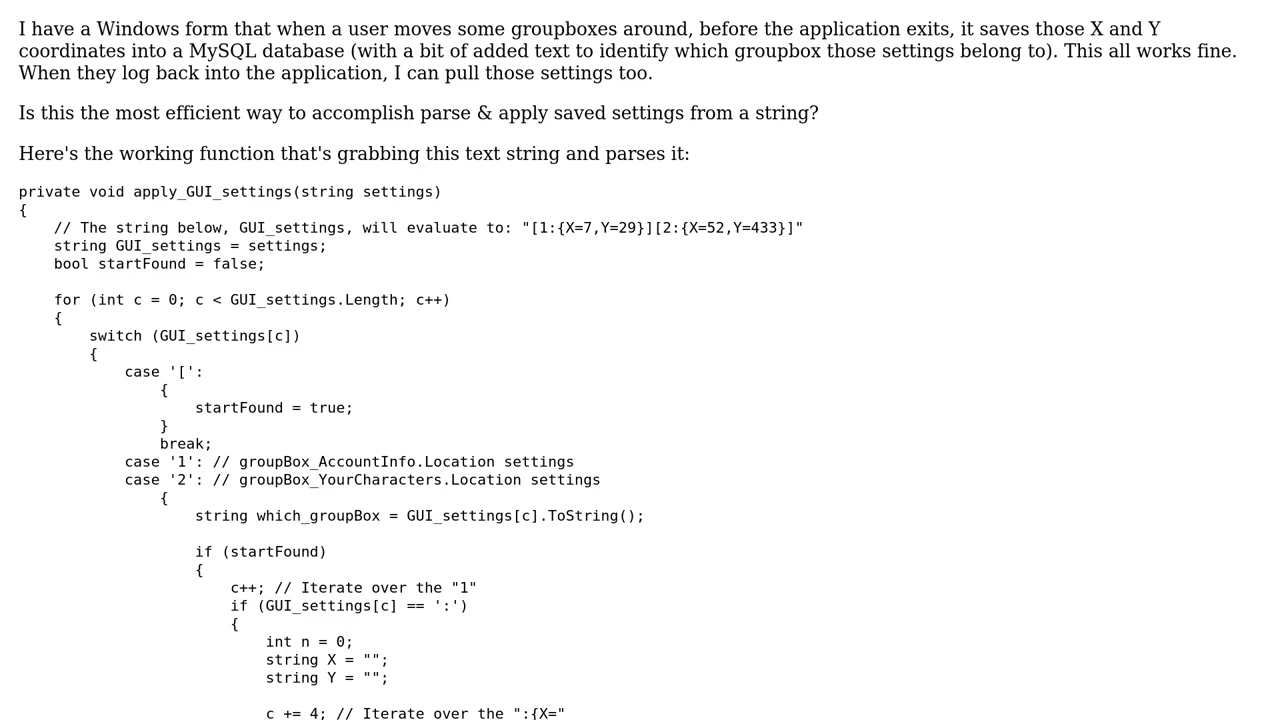 I have a Windows form that when a user moves some groupboxes around, before the application exits, it saves those X and Y
coordinates into a MySQL database (with a bit of added text to identify which groupbox those settings belong to). This all works fine.
When they log back into the application, I can pull those settings too.
Is this the most efficient way to accomplish parse & apply saved settings from a string?
Here's the working function that's grabbing this text string and parses it:
private void apply_GUI_settings(string settings)
{
    // The string below, GUI_settings, will evaluate to: "[1:{X=7,Y=29}][2:{X=52,Y=433}]"
    string GUI_settings = settings;
    bool startFound = false;
    for (int c = 0; c < GUI_settings.Length; c++)
    {
        switch (GUI_settings[c])
        {
            case '[':
                {
                    startFound = true;
                }
                break;
            case '1': // groupBox_AccountInfo.Location settings
            case '2': // groupBox_YourCharacters.Location settings
                {
                    string which_groupBox = GUI_settings[c].ToString();
                    if (startFound)
                    {
                        c++; // Iterate over the "1"
                        if (GUI_settings[c] == ':')
                        {
                            int n = 0;
                            string X = "";
                            string Y = "";
                            c += 4; // Iterate over the ":{X="